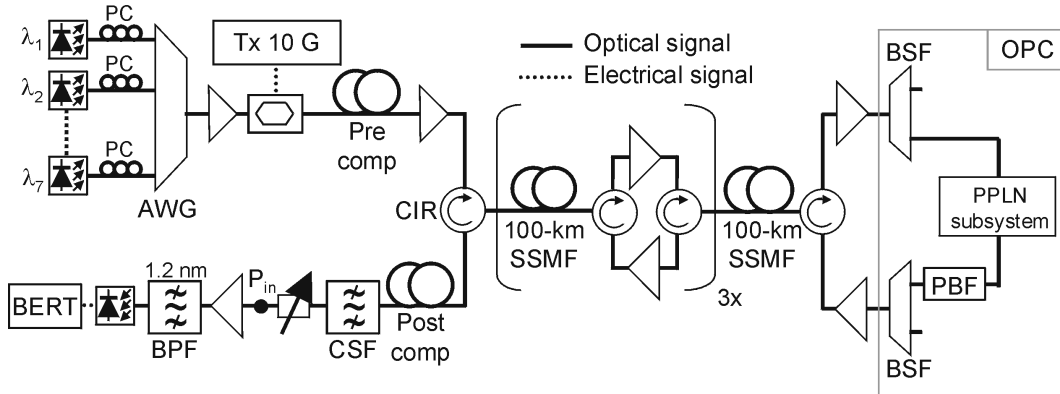 λ1
PC
λ2
PC
λ7
PC
AWG
Tx 10 G
Pre
comp
Optical signal
Electrical signal
CIR
100-km
SSMF
3x
100-km
SSMF
OPC
BSF
PPLN
subsystem
PBF
BSF
BERT
1.2 nm
BPF
Pin
CSF
Post
comp